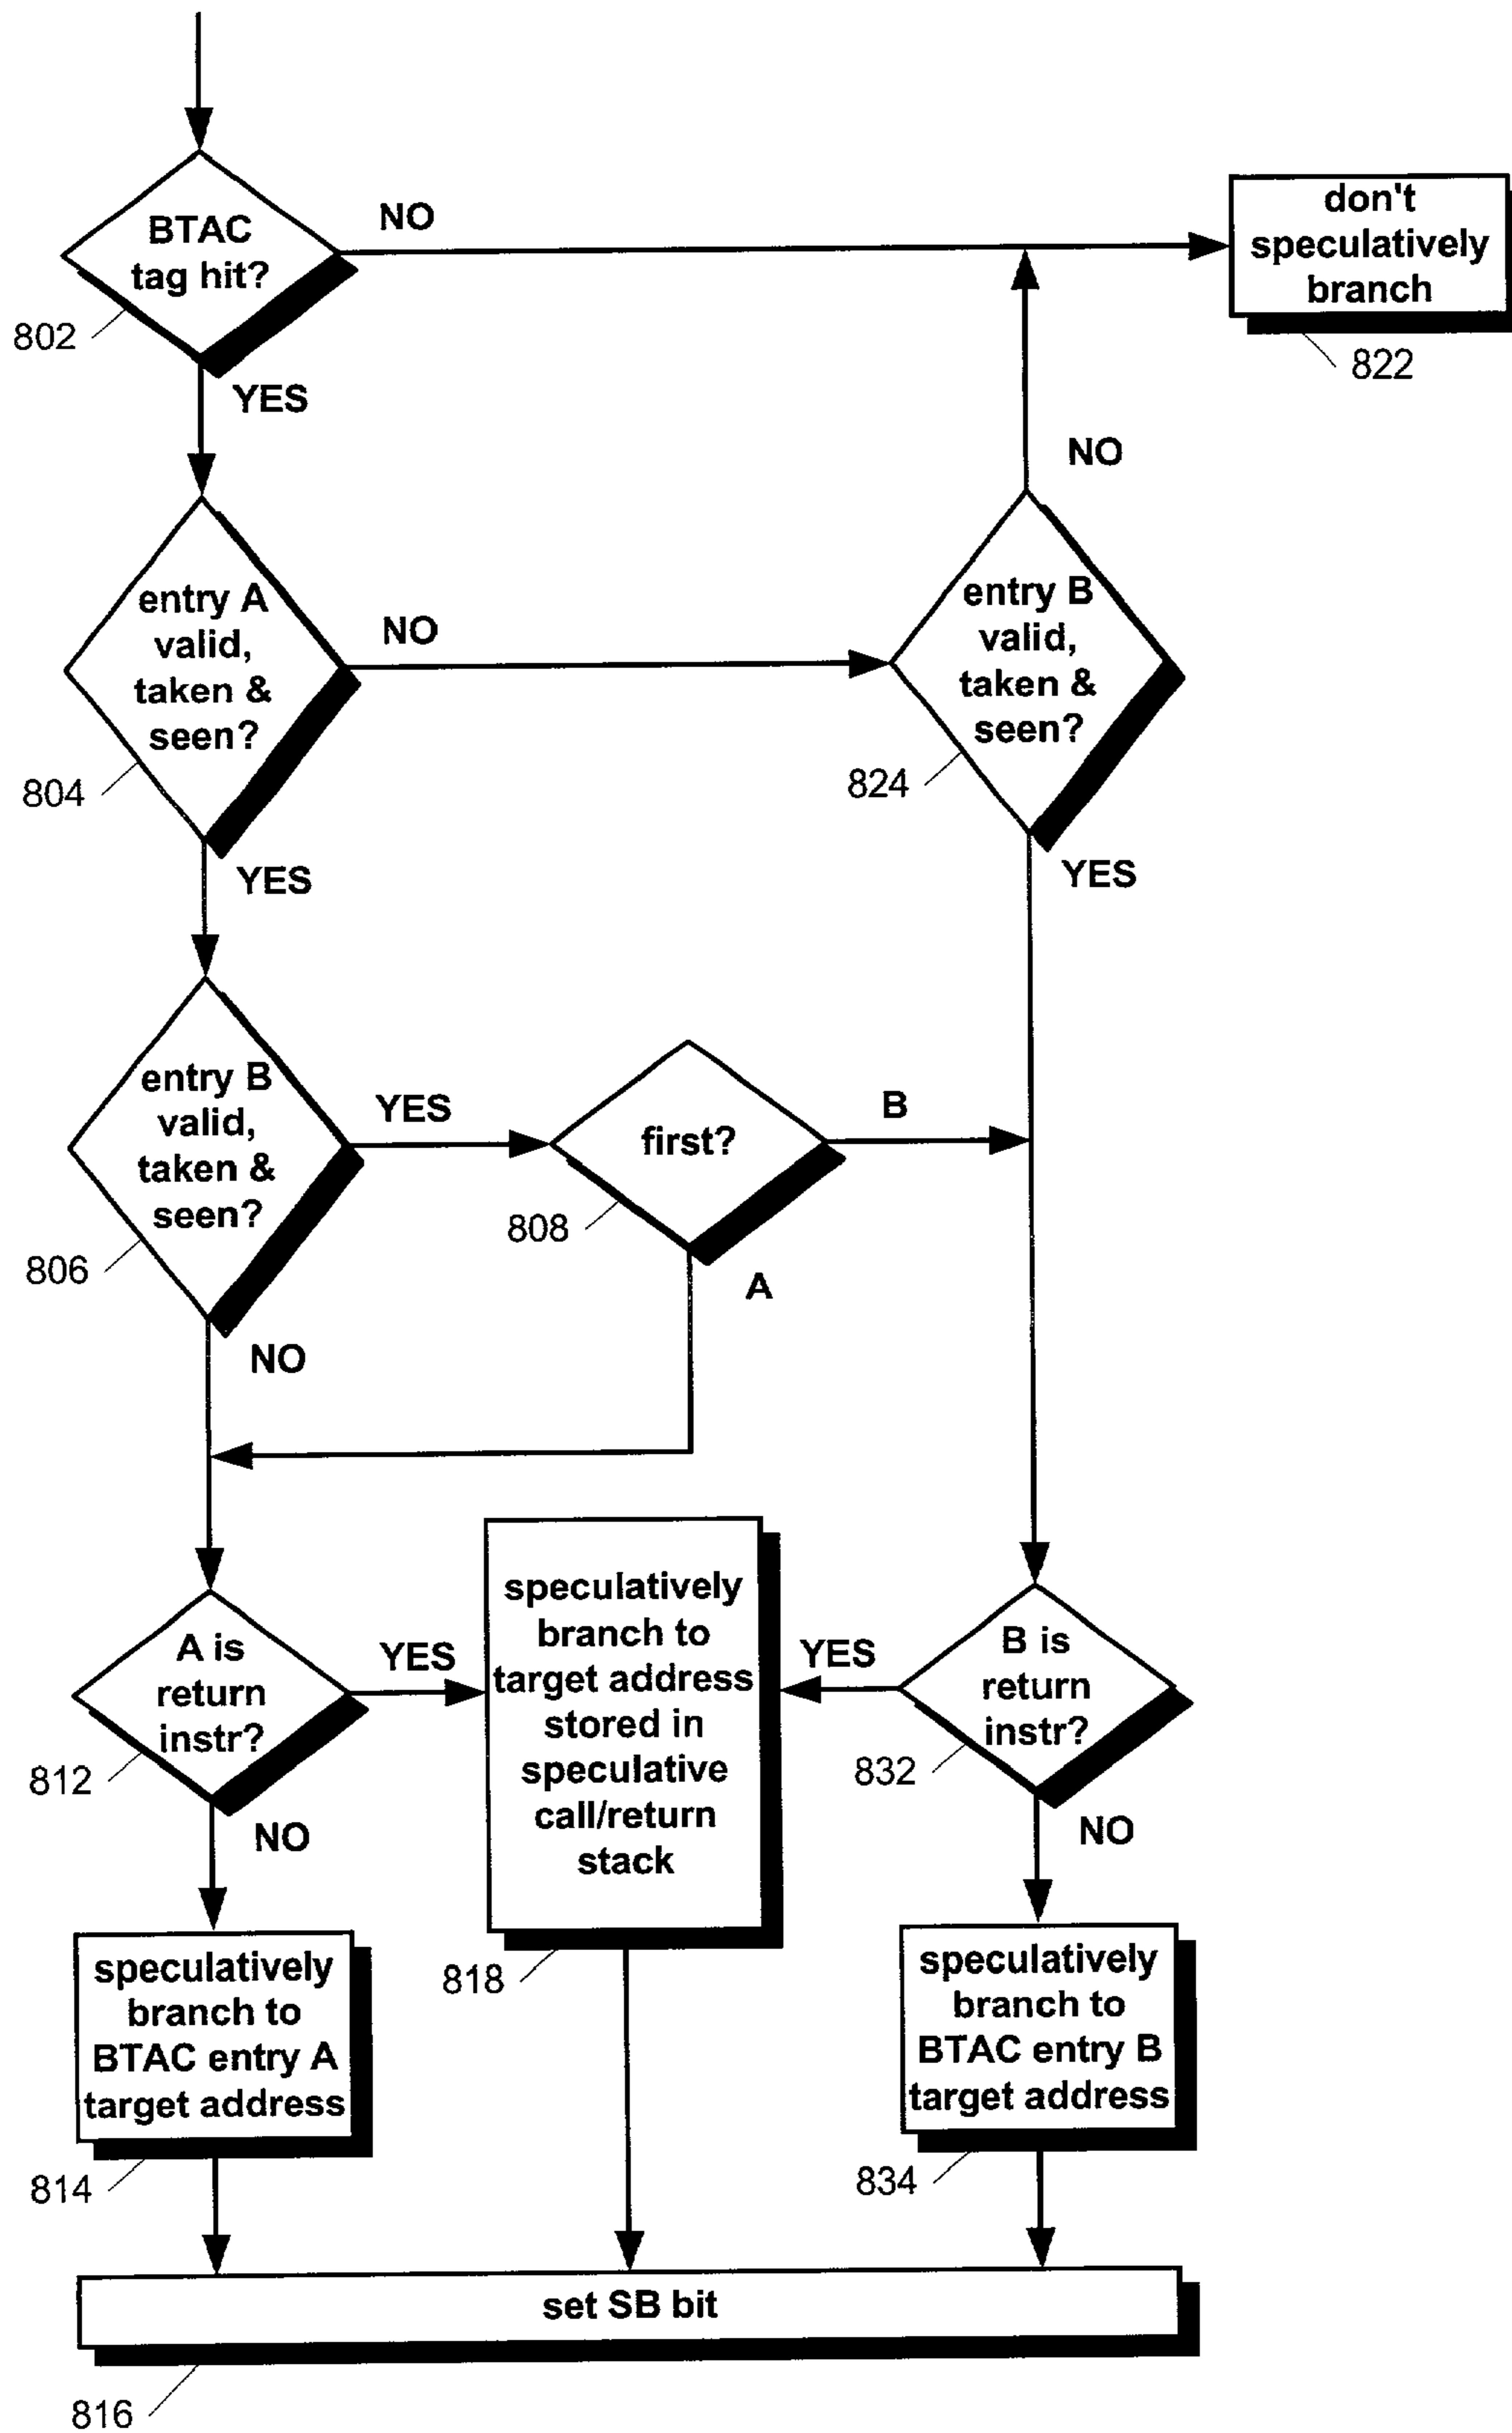 BTAC
tag hit?
NO
802
YES
don't
speculatively
branch
822
NO
entry A
valid,
taken &
seen?
NO
804
YES
entry B
valid,
taken &
seen?
824
YES
entry B
valid,
taken &
seen?
YES
806
NO
first?
B
808
A
A is
return
instr?
YES
812
NO
speculatively
branch to
target address
stored in
speculative
call/return
stack
818
YES
B is
return
instr?
832
NO
speculatively
branch to
BTAC entry A
target address
814
speculatively
branch to
BTAC entry B
target address
834
set SB bit
816